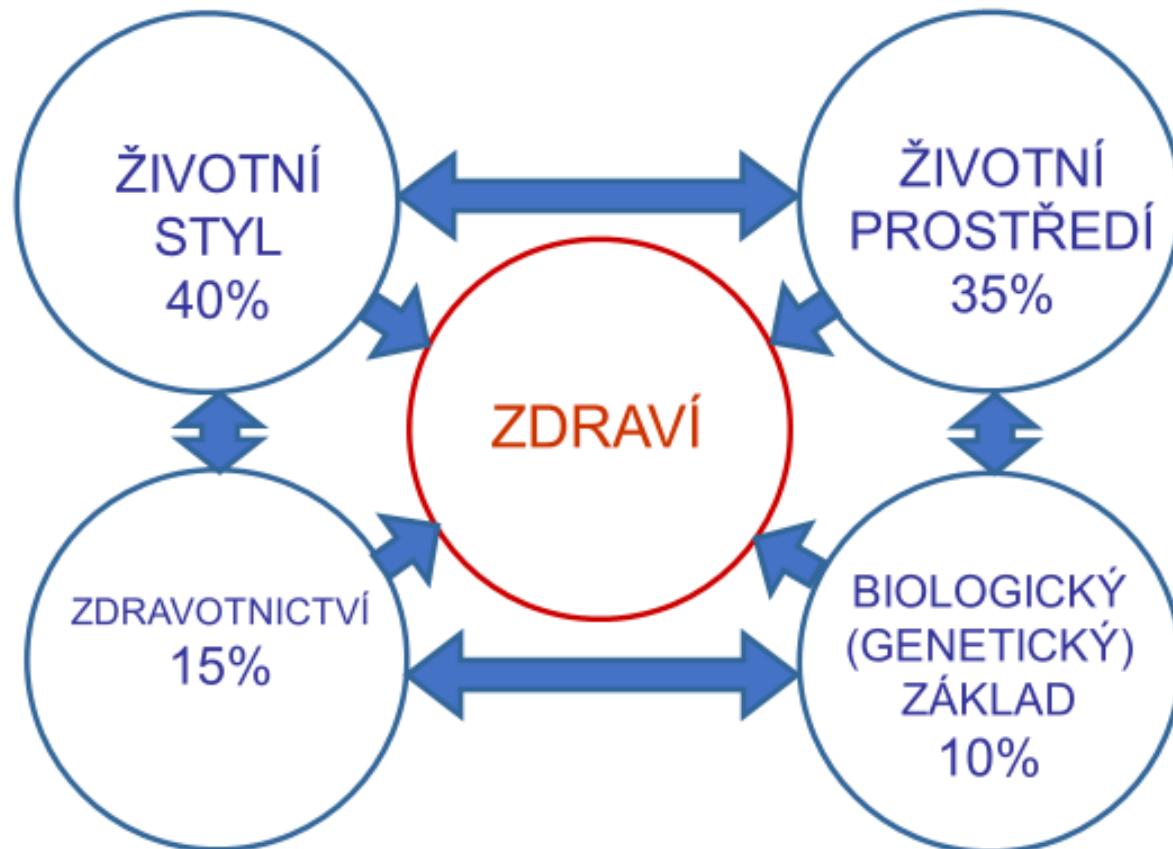 ŽIVOTNÍ
STYL
40%
ŽIVOTNÍ
PROSTŘEDÍ
35%
ZDRAVÍ
ZDRAVOTNICTVÍ
15%
BIOLOGICKÝ
(GENETICKÝ)
ZÁKLAD
10%